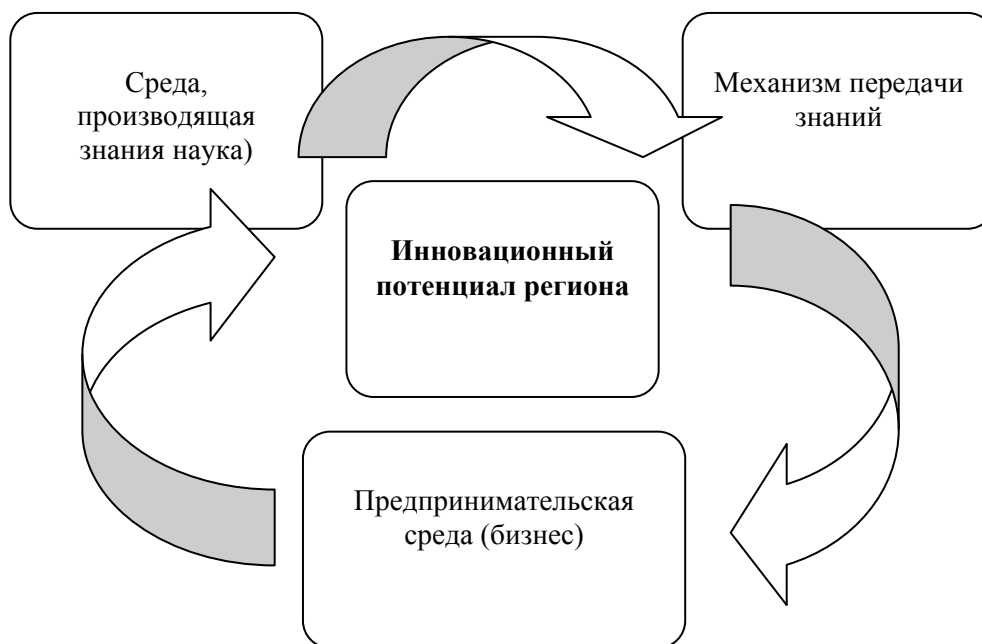 Среда,
производящая
знания наука)
Механизм передачи
знаний
Инновационный
потенциал региона
Предпринимательская
среда (бизнес)